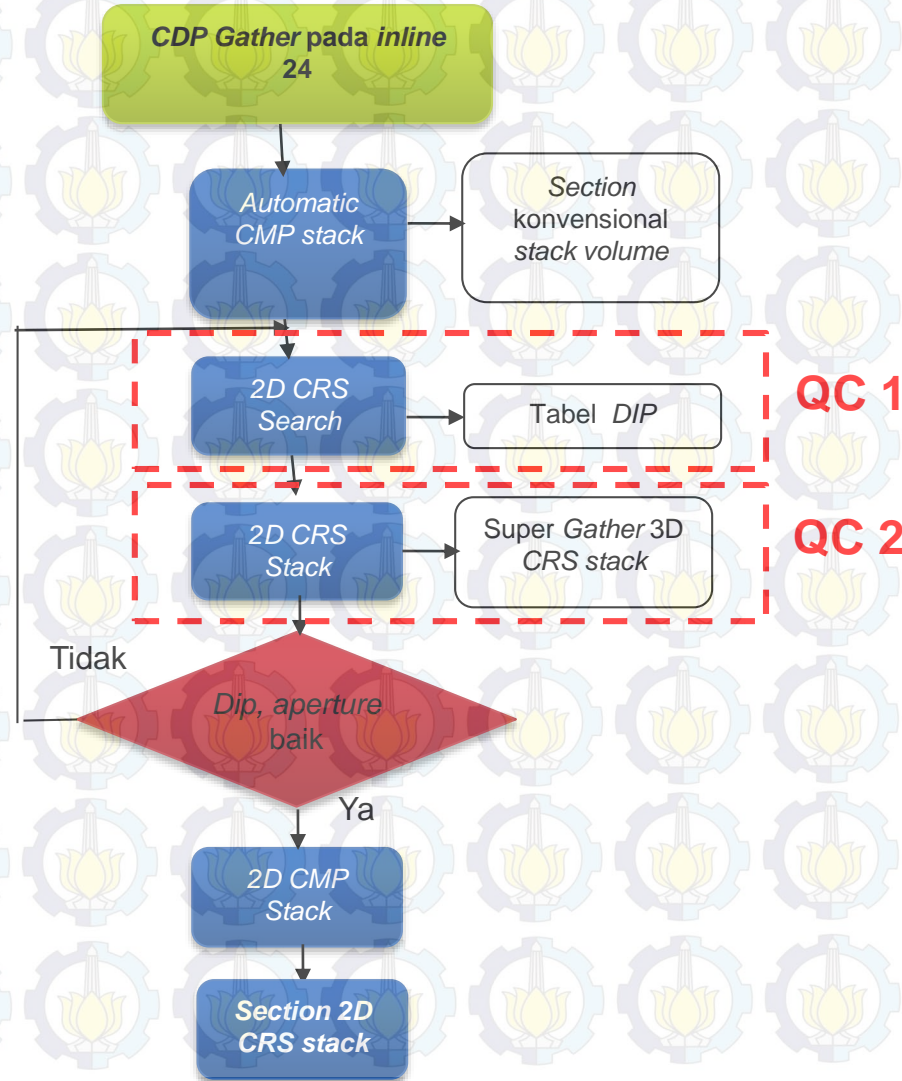 CDP Gather pada inline
24
Automatic
CMP stack
Section
konvensional
stack volume
2D CRS
Search
Tabel DIP
QC 1
2D CRS
Stack
Super Gather 3D
CRS stack
QC 2
Tidak
Dip, aperture
baik
Ya
2D CMP
Stack
Section 2D
CRS stack